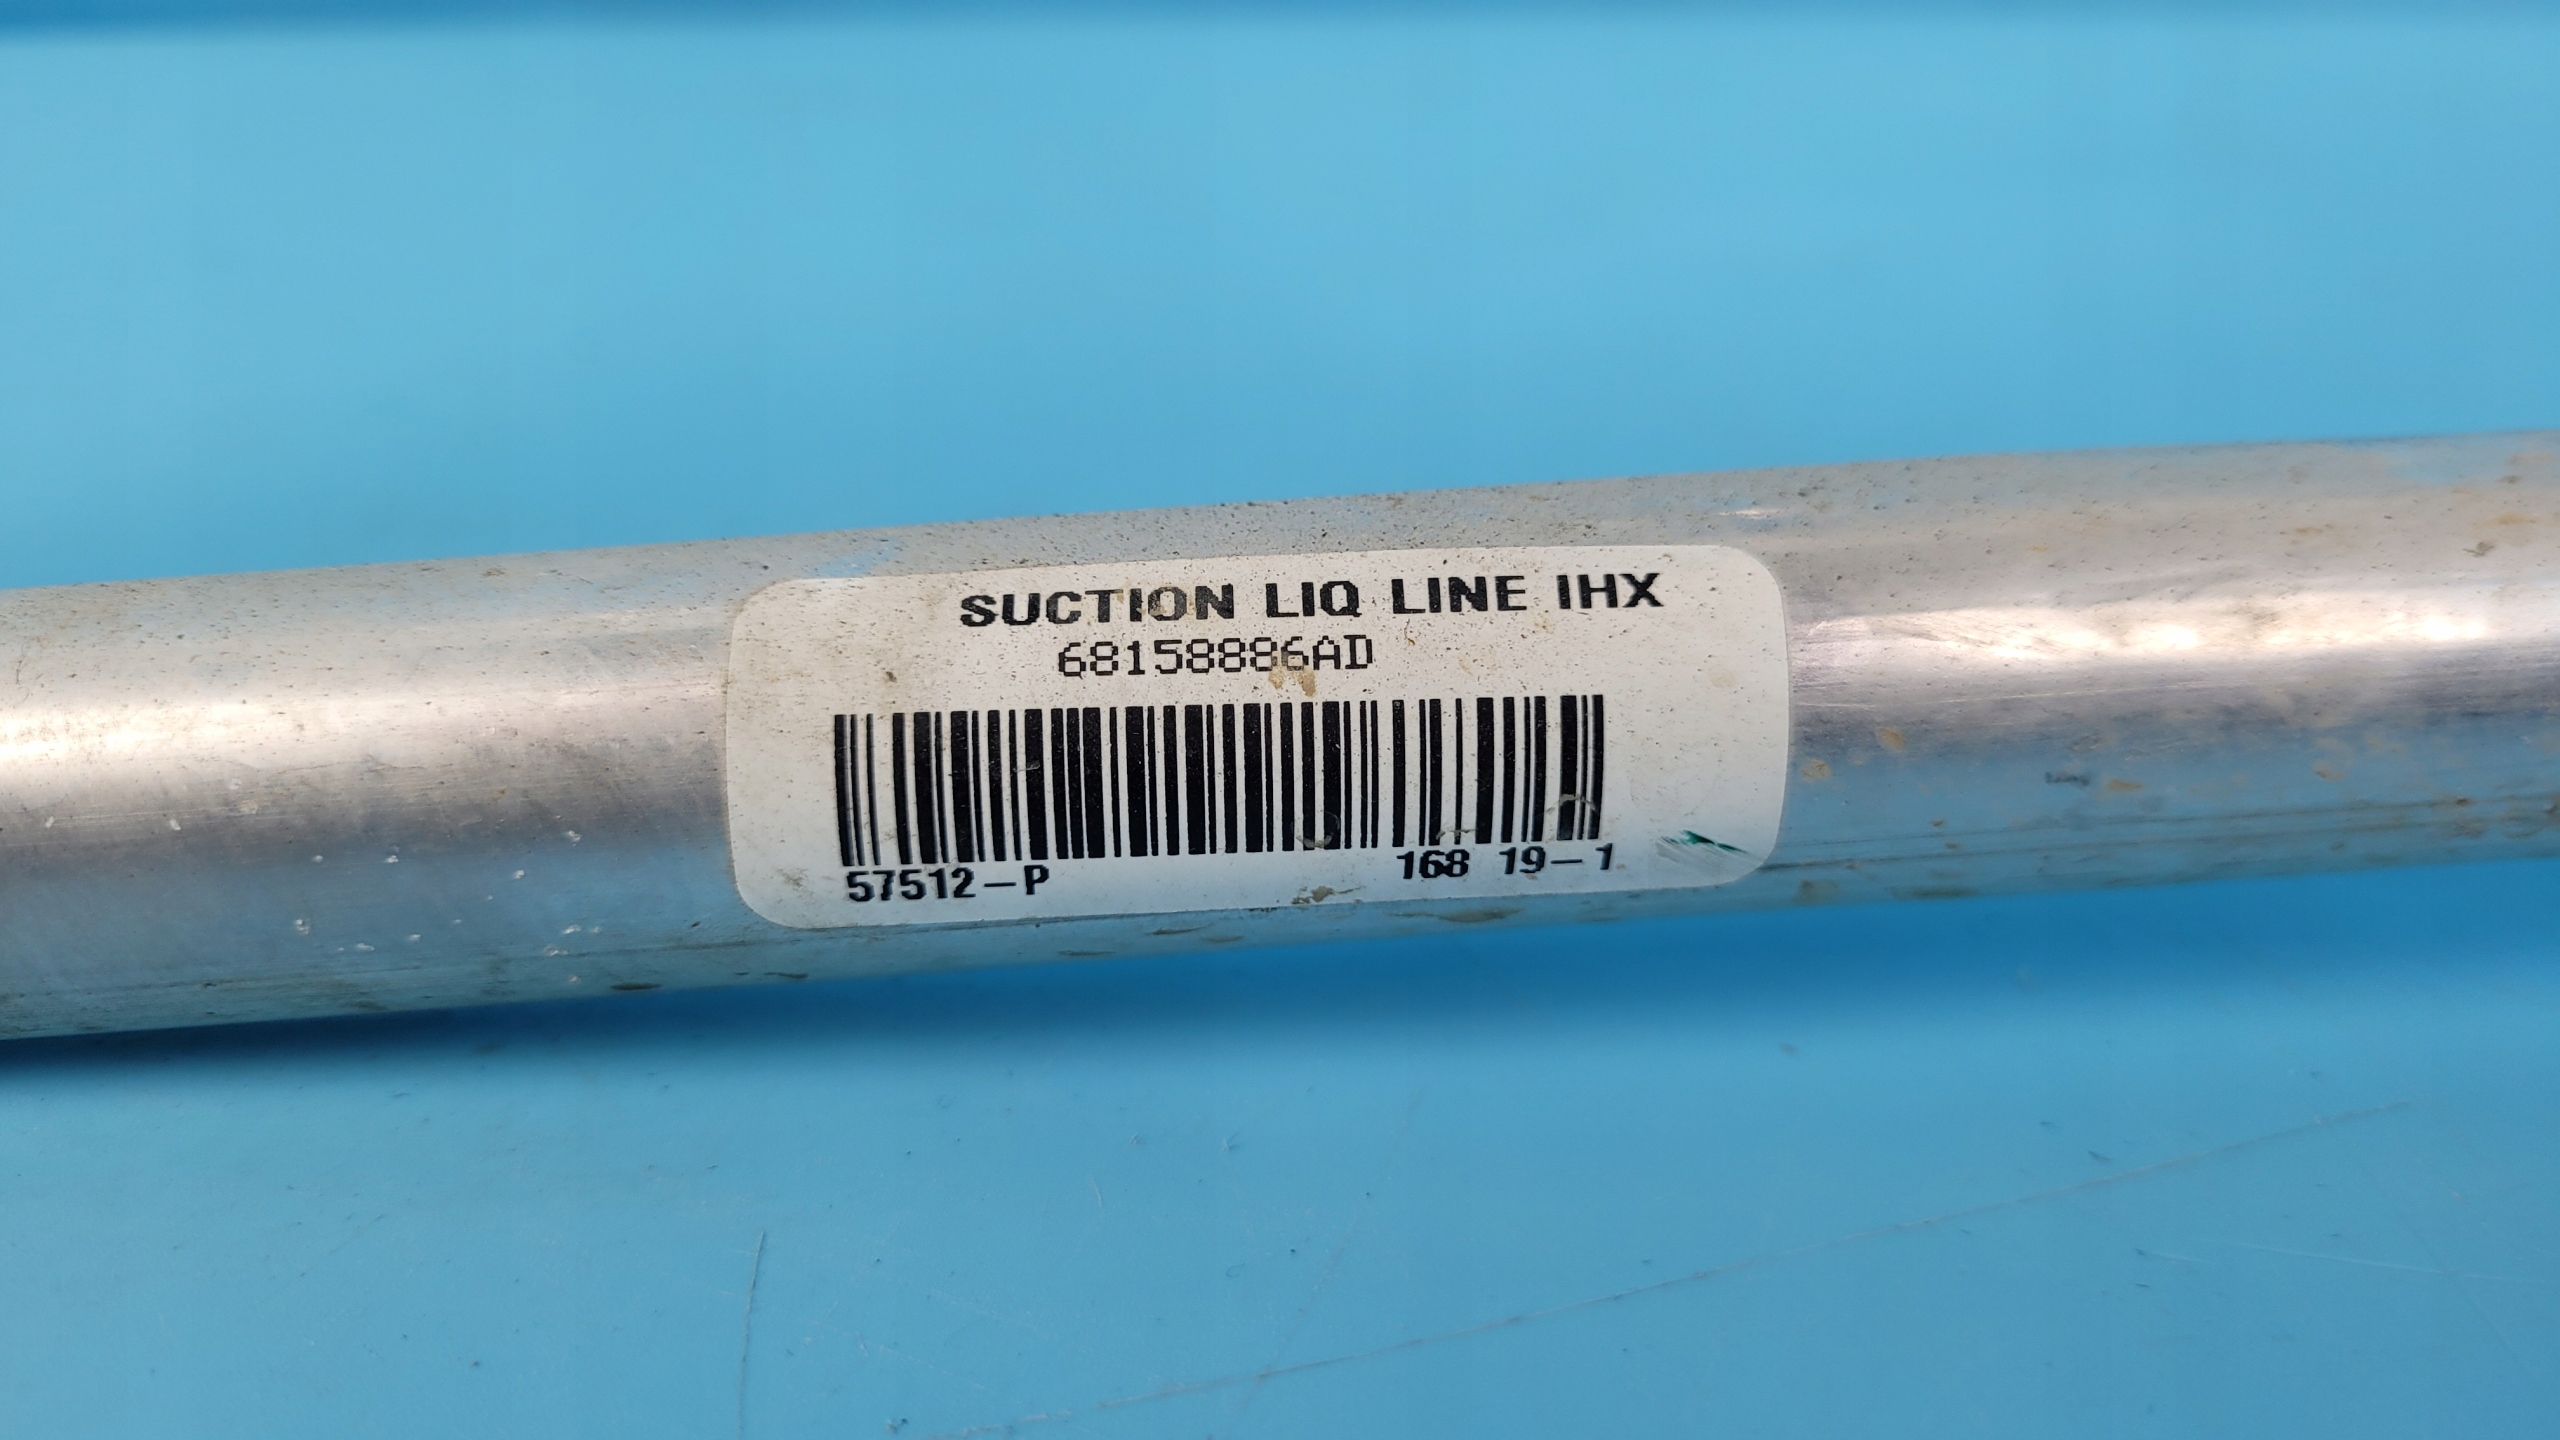 SUCTION LIQ LINE IHX
68158886AD
57512-P 168 19-1